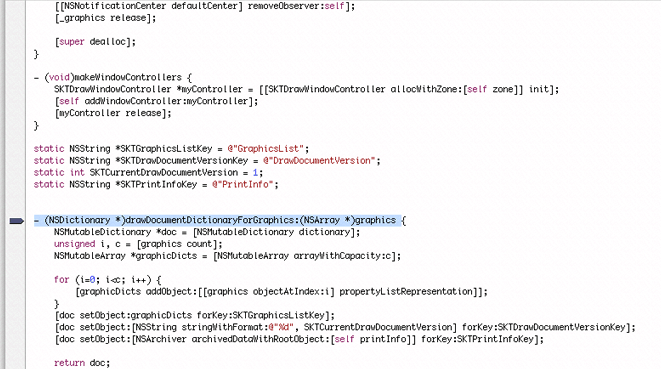 [[NSNotificationCenter defaultCenter] removeObserver:self];
[_graphics release];
[super dealloc];
}
- (void)makeWindowControllers {
SKTDrawWindowController *myController = [[SKTDrawWindowController allocWithZone:[self zone]] init];
[self addWindowController:myController];
[myController release];
}
static NSString *SKTGraphicsListKey = @"GraphicsList";
static NSString *SKTDrawDocumentVersionKey = @"DrawDocumentVersion";
static int SKTCurrentDrawDocumentVersion = 1;
static NSString *SKTPrintInfoKey = @"PrintInfo";
- (NSDictionary *)drawDocumentDictionaryForGraphics:(NSArray *)graphics {
NSMutableDictionary *doc = [NSMutableDictionary dictionary];
unsigned i, c = [graphics count];
NSMutableArray *graphicDicts = [NSMutableArray arrayWithCapacity:c];
for (i=0; i<c; i++) {
[graphicDicts addObject:[[graphics objectAtIndex:i] propertyListRepresentation]];
}
[doc setObject:graphicDicts forKey:SKTGraphicsListKey];
[doc setObject:[NSString stringWithFormat:@"%d", SKTCurrentDrawDocumentVersion] forKey:SKTDrawDocumentVersionKey];
[doc setObject:[NSArchiver archivedDataWithRootObject:[self printInfo]] forKey:SKTPrintInfoKey];
return doc;